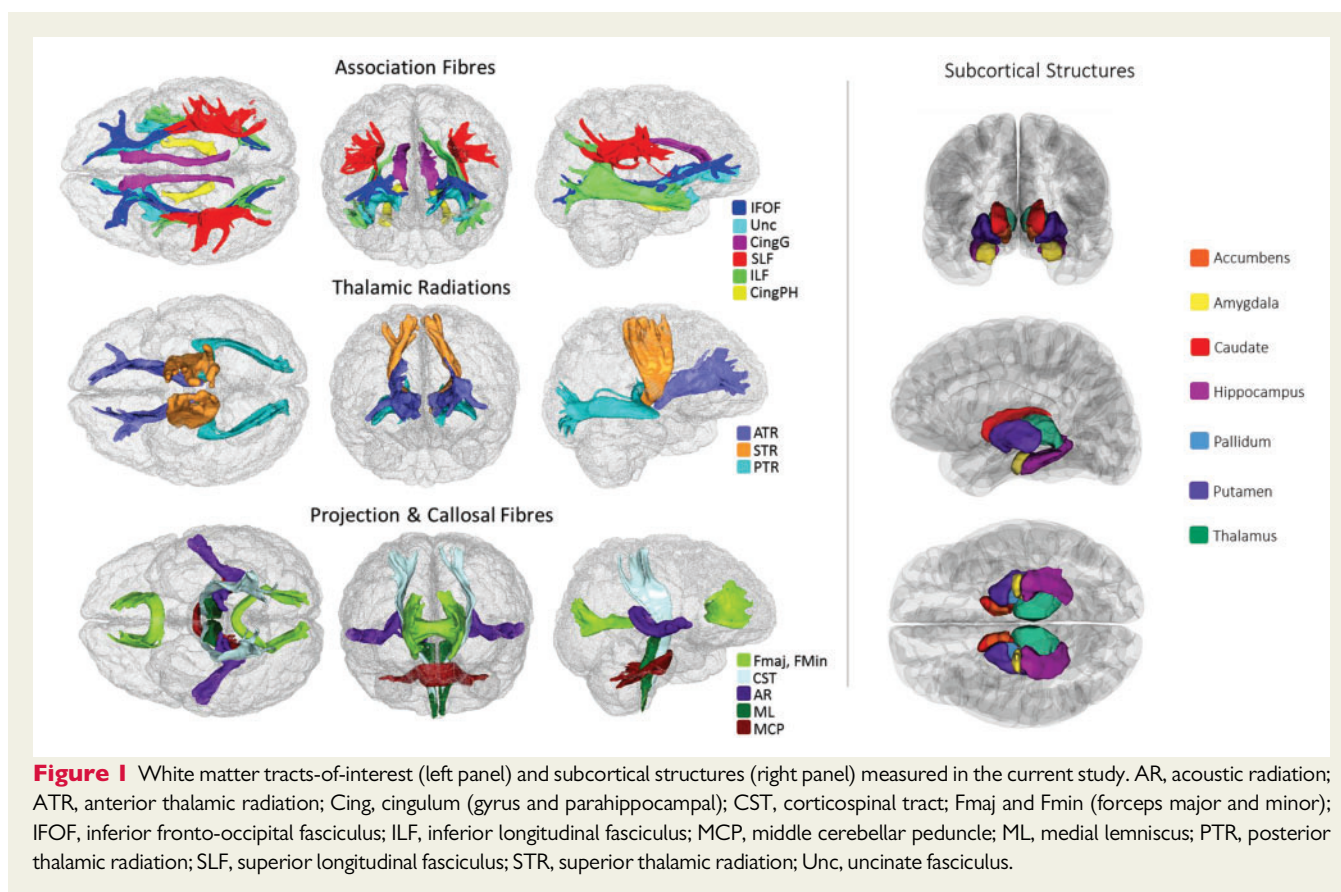 Association Fibres
IFOF
Unc
CingG
SLF
ILF
CingPH
Thalamic Radiations
ATR
STR
PTR
Projection & Callosal Fibres
Fmaj, FMin
CST
AR
ML
MCP
Subcortical Structures
Accumbens
Amygdala
Caudate
Hippocampus
Pallidum
Putamen
Thalamus
Figure 1 White matter tracts-of-interest (left panel) and subcortical structures (right panel) measured in the current study. AR, acoustic radiation;
ATR, anterior thalamic radiation; Cing, cingulum (gyrus and parahippocampal); CST, corticospinal tract; Fmaj and Fmin (forceps major and minor);
IFOF, inferior fronto-occipital fasciculus; ILF, inferior longitudinal fasciculus; MCP, middle cerebellar peduncle; ML, medial lemniscus; PTR, posterior
thalamic radiation; SLF, superior longitudinal fasciculus; STR, superior thalamic radiation; Unc, uncinate fasciculus.